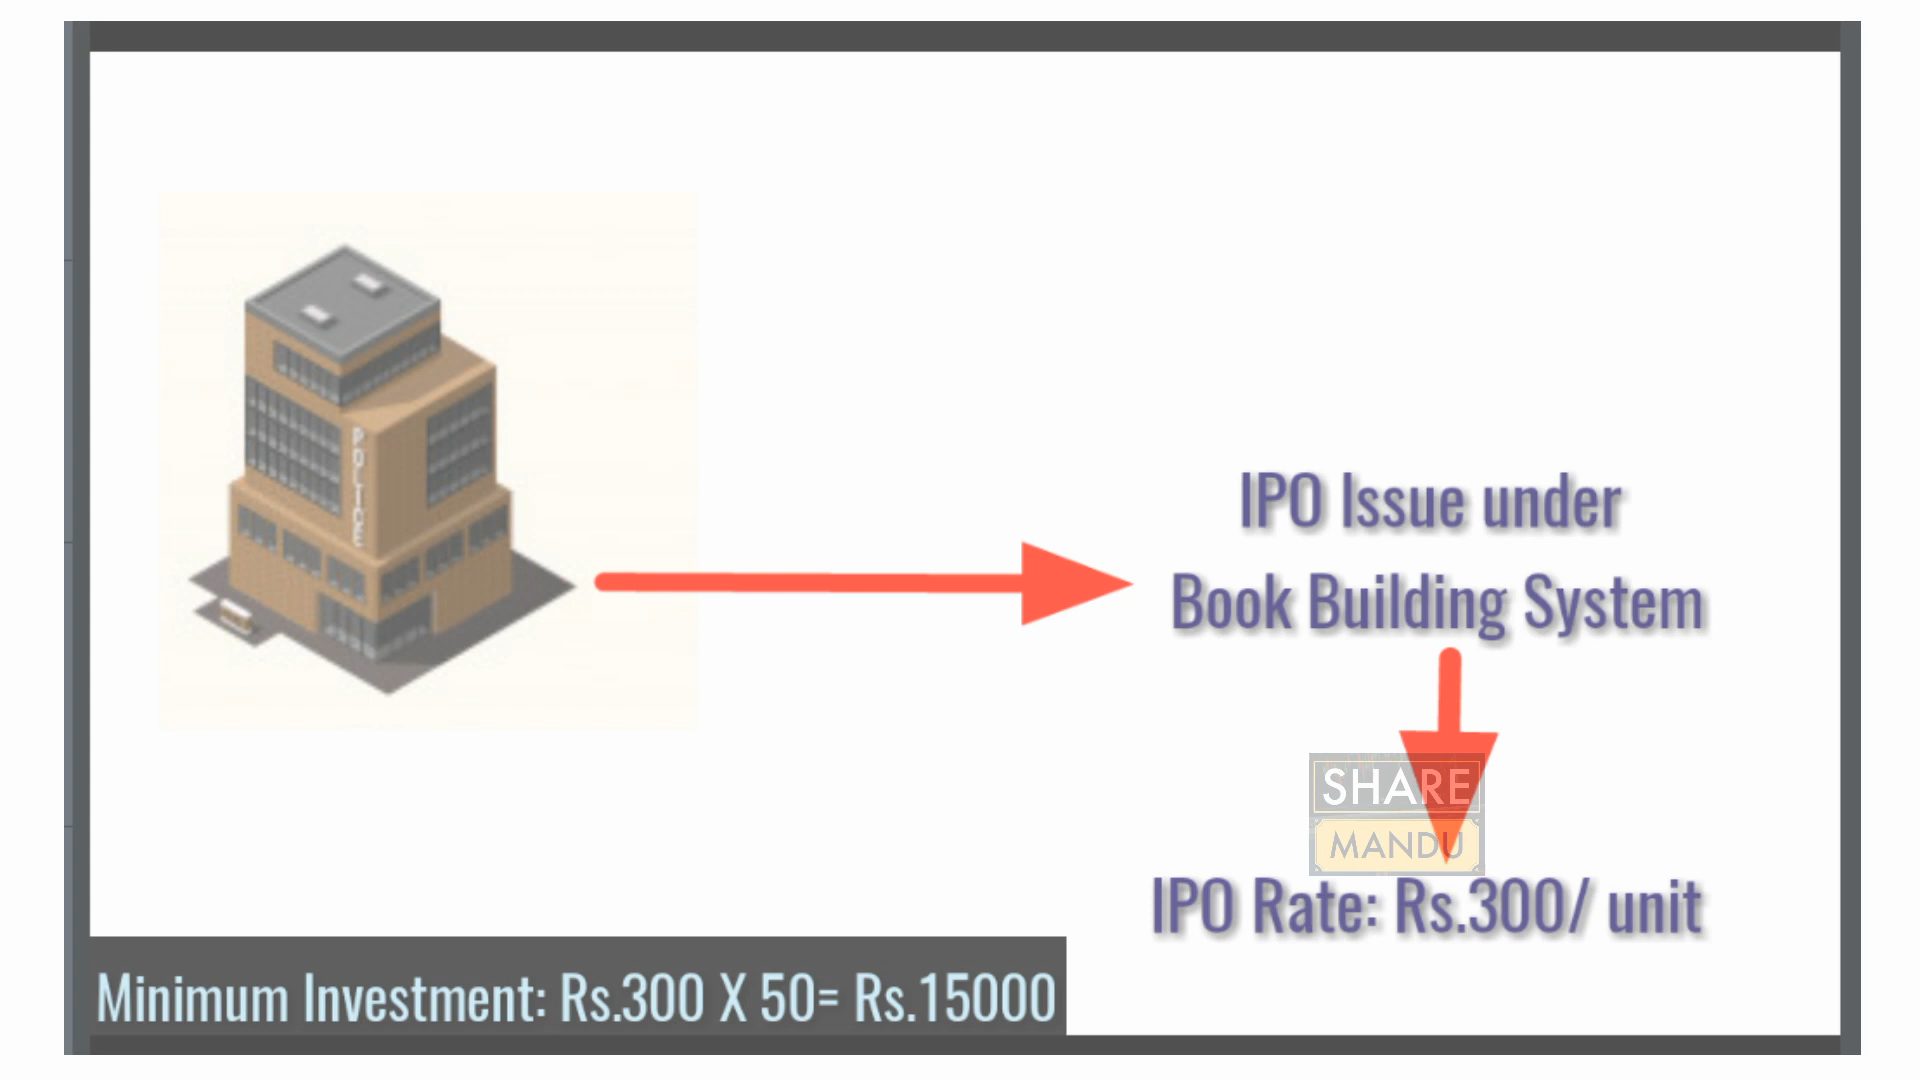 POLICE
IPO Issue under
Book Building System
SHARE
MANDU
IPO Rate: Rs.300/ unit
Minimum Investment: Rs.300 X 50= Rs.15000